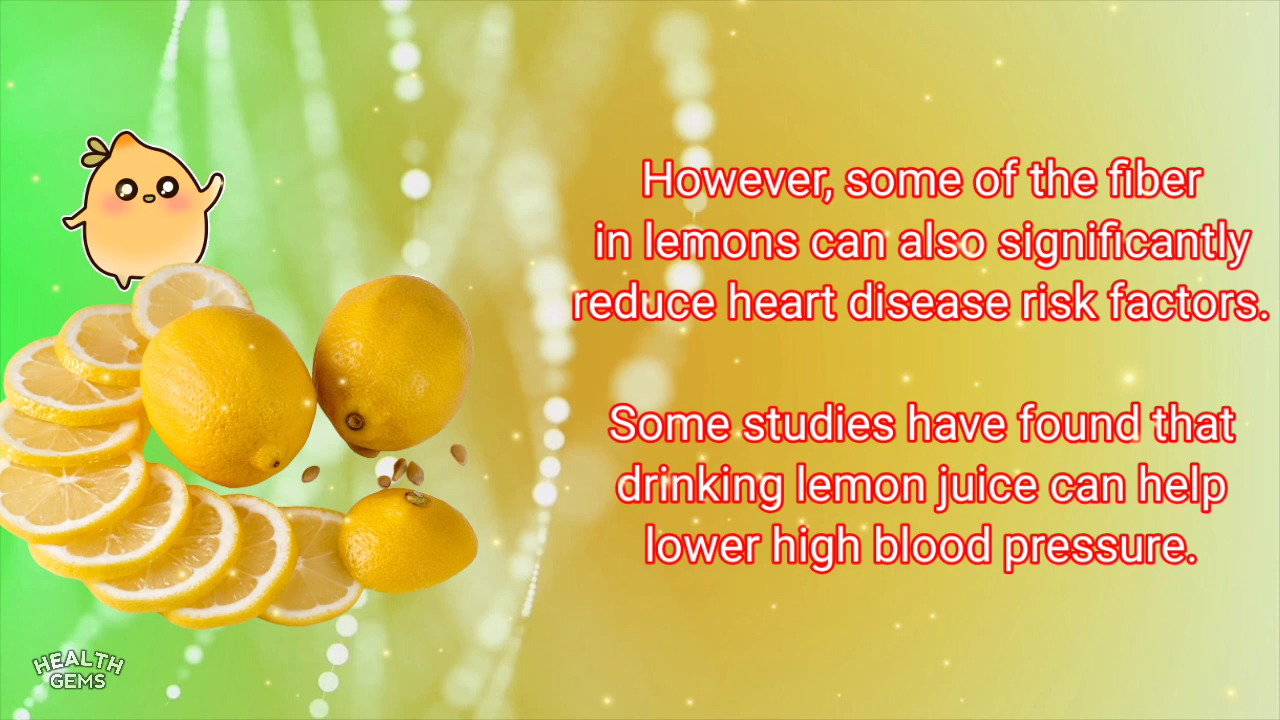 However, some of the fiber
in lemons can also significantly
reduce heart disease risk factors.
Some studies have found that
drinking lemon juice can help
lower high blood pressure.
HEALTH
GEMS